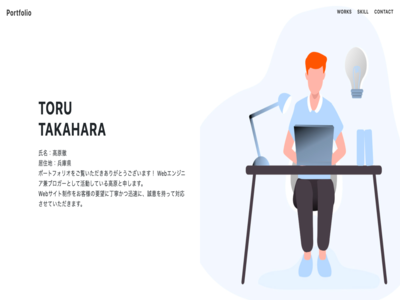 Portfolio
WORKS SKILL CONTACT
TORU
TAKAHARA
氏名：高原徹
居住地：兵庫県
ポートフォリオをご覧いただきありがとうございます！ Webエンジニ
ア兼ブロガーとして活動している高原と申します。
Webサイト制作をお客様の要望に丁寧かつ迅速に、誠意を持って対応
させていただきます。